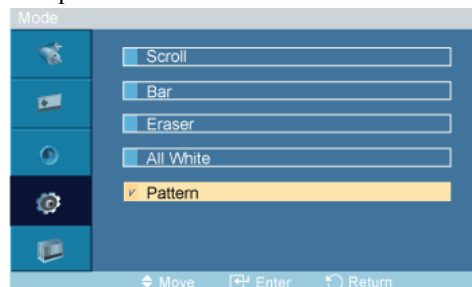 Mode
Scroll
Bar
Eraser
All White
Pattern
Move Enter Return